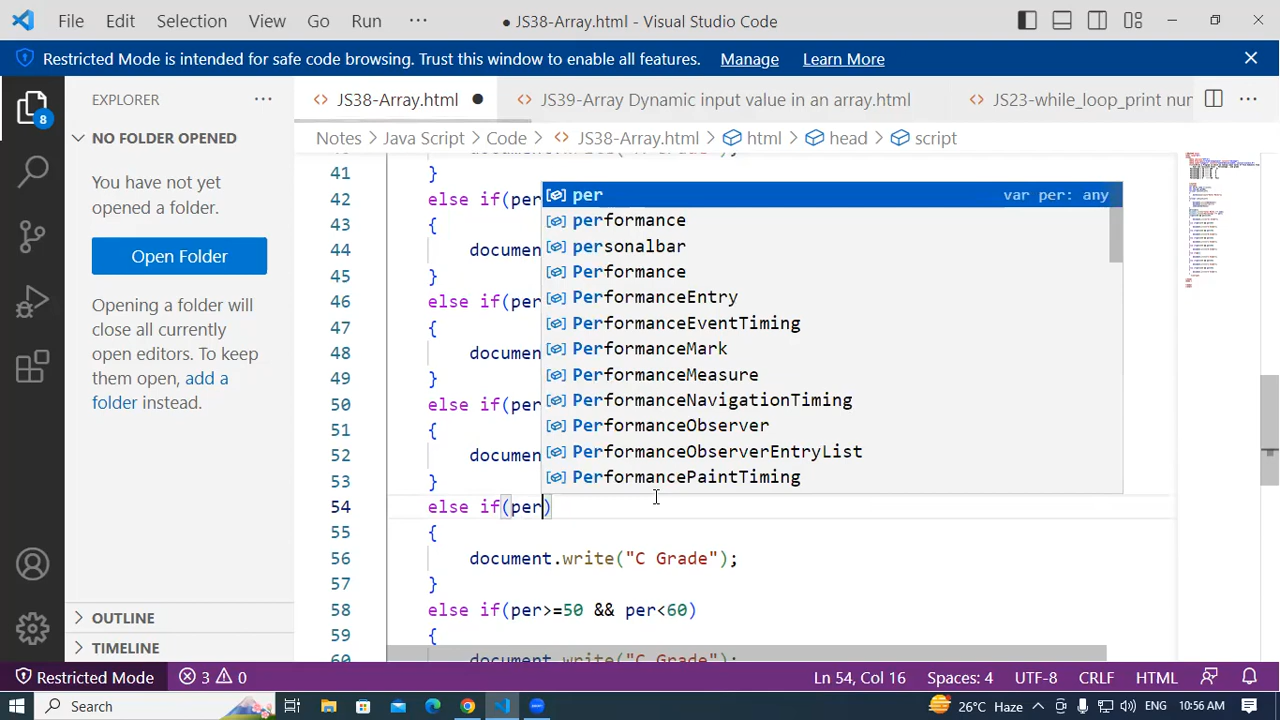 File Edit Selection View Go Run ··· ● JS38-Array.html - Visual Studio Code
Restricted Mode is intended for safe code browsing. Trust this window to enable all features. Manage Learn More
EXPLORER ···
NO FOLDER OPENED
You have not yet
opened a folder.
Open Folder
Opening a folder will
close all currently
open editors. To keep
them open, add a
folder instead.
OUTLINE
TIMELINE
8
JS38-Array.html ● JS39-Array Dynamic input value in an array.html JS23-while_loop_print nun ···
Notes > Java Script > Code > JS38-Array.html > html > head > script
41 }
42 else if(per
43 {
44 document
45 }
46 else if(per
47 {
48 document
49 }
50 else if(per
51 {
52 document
53 }
54 else if(per)
55 {
56 document.write("C Grade");
57 }
58 else if(per>=50 && per<60)
59 {
per var per: any
performance
personalbar
Performance
PerformanceEntry
PerformanceEventTiming
PerformanceMark
PerformanceMeasure
PerformanceNavigationTiming
PerformanceObserver
PerformanceObserverEntryList
PerformancePaintTiming
Restricted Mode 3 0 Ln 54, Col 16 Spaces: 4 UTF-8 CRLF HTML
Search 26°C Haze ENG 10:56 AM